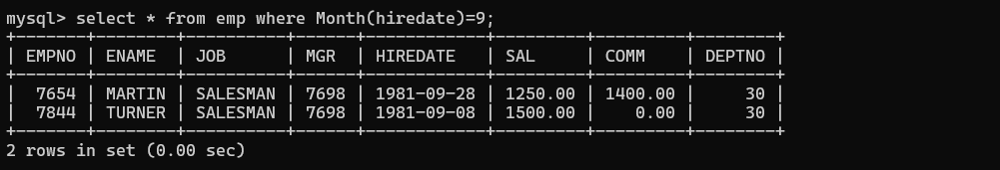 mysql> select * from emp where Month(hiredate)=9;
+-------+--------+----------+------+------------+---------+---------+--------+
| EMPNO | ENAME  | JOB      | MGR  | HIREDATE   | SAL     | COMM    | DEPTNO |
+-------+--------+----------+------+------------+---------+---------+--------+
|  7654 | MARTIN | SALESMAN | 7698 | 1981-09-28 | 1250.00 | 1400.00 |     30 |
|  7844 | TURNER | SALESMAN | 7698 | 1981-09-08 | 1500.00 |    0.00 |     30 |
+-------+--------+----------+------+------------+---------+---------+--------+
2 rows in set (0.00 sec)